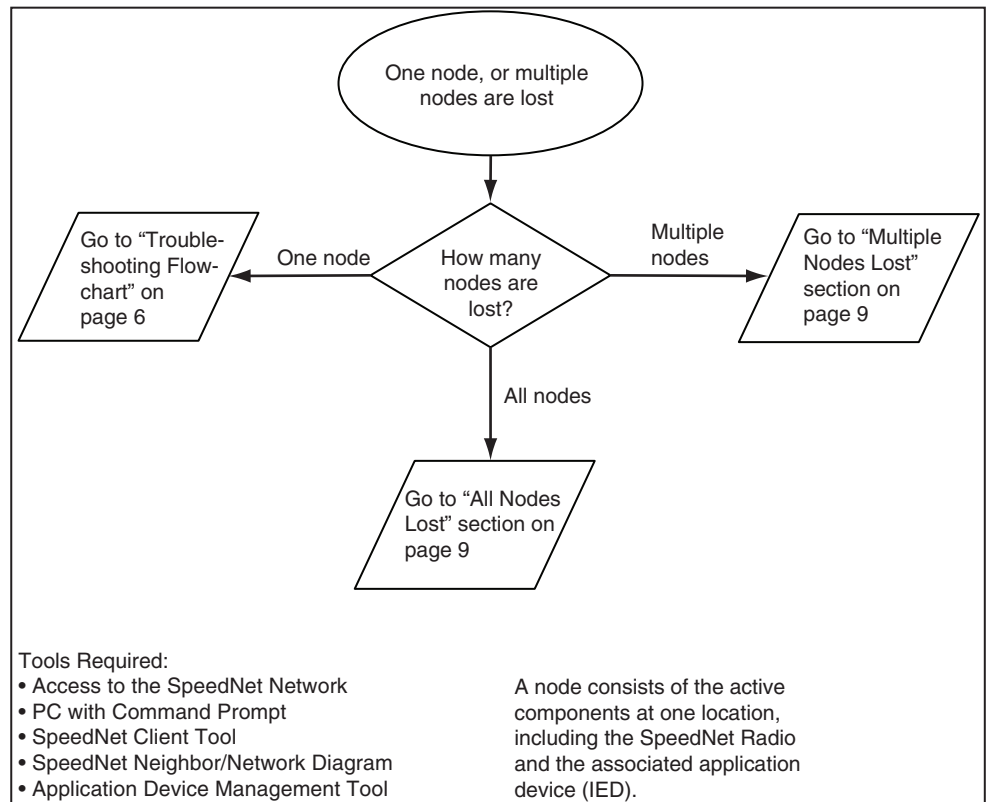 One node, or multiple
nodes are lost
How many
nodes are
lost?
One node
Go to “Trouble-
shooting Flow-
chart” on
page 6
Multiple
nodes
Go to “Multiple
Nodes Lost”
section on
page 9
All nodes
Go to “All Nodes
Lost” section on
page 9
Tools Required:
• Access to the SpeedNet Network
• PC with Command Prompt
• SpeedNet Client Tool
• SpeedNet Neighbor/Network Diagram
• Application Device Management Tool
A node consists of the active
components at one location,
including the SpeedNet Radio
and the associated application
device (IED).